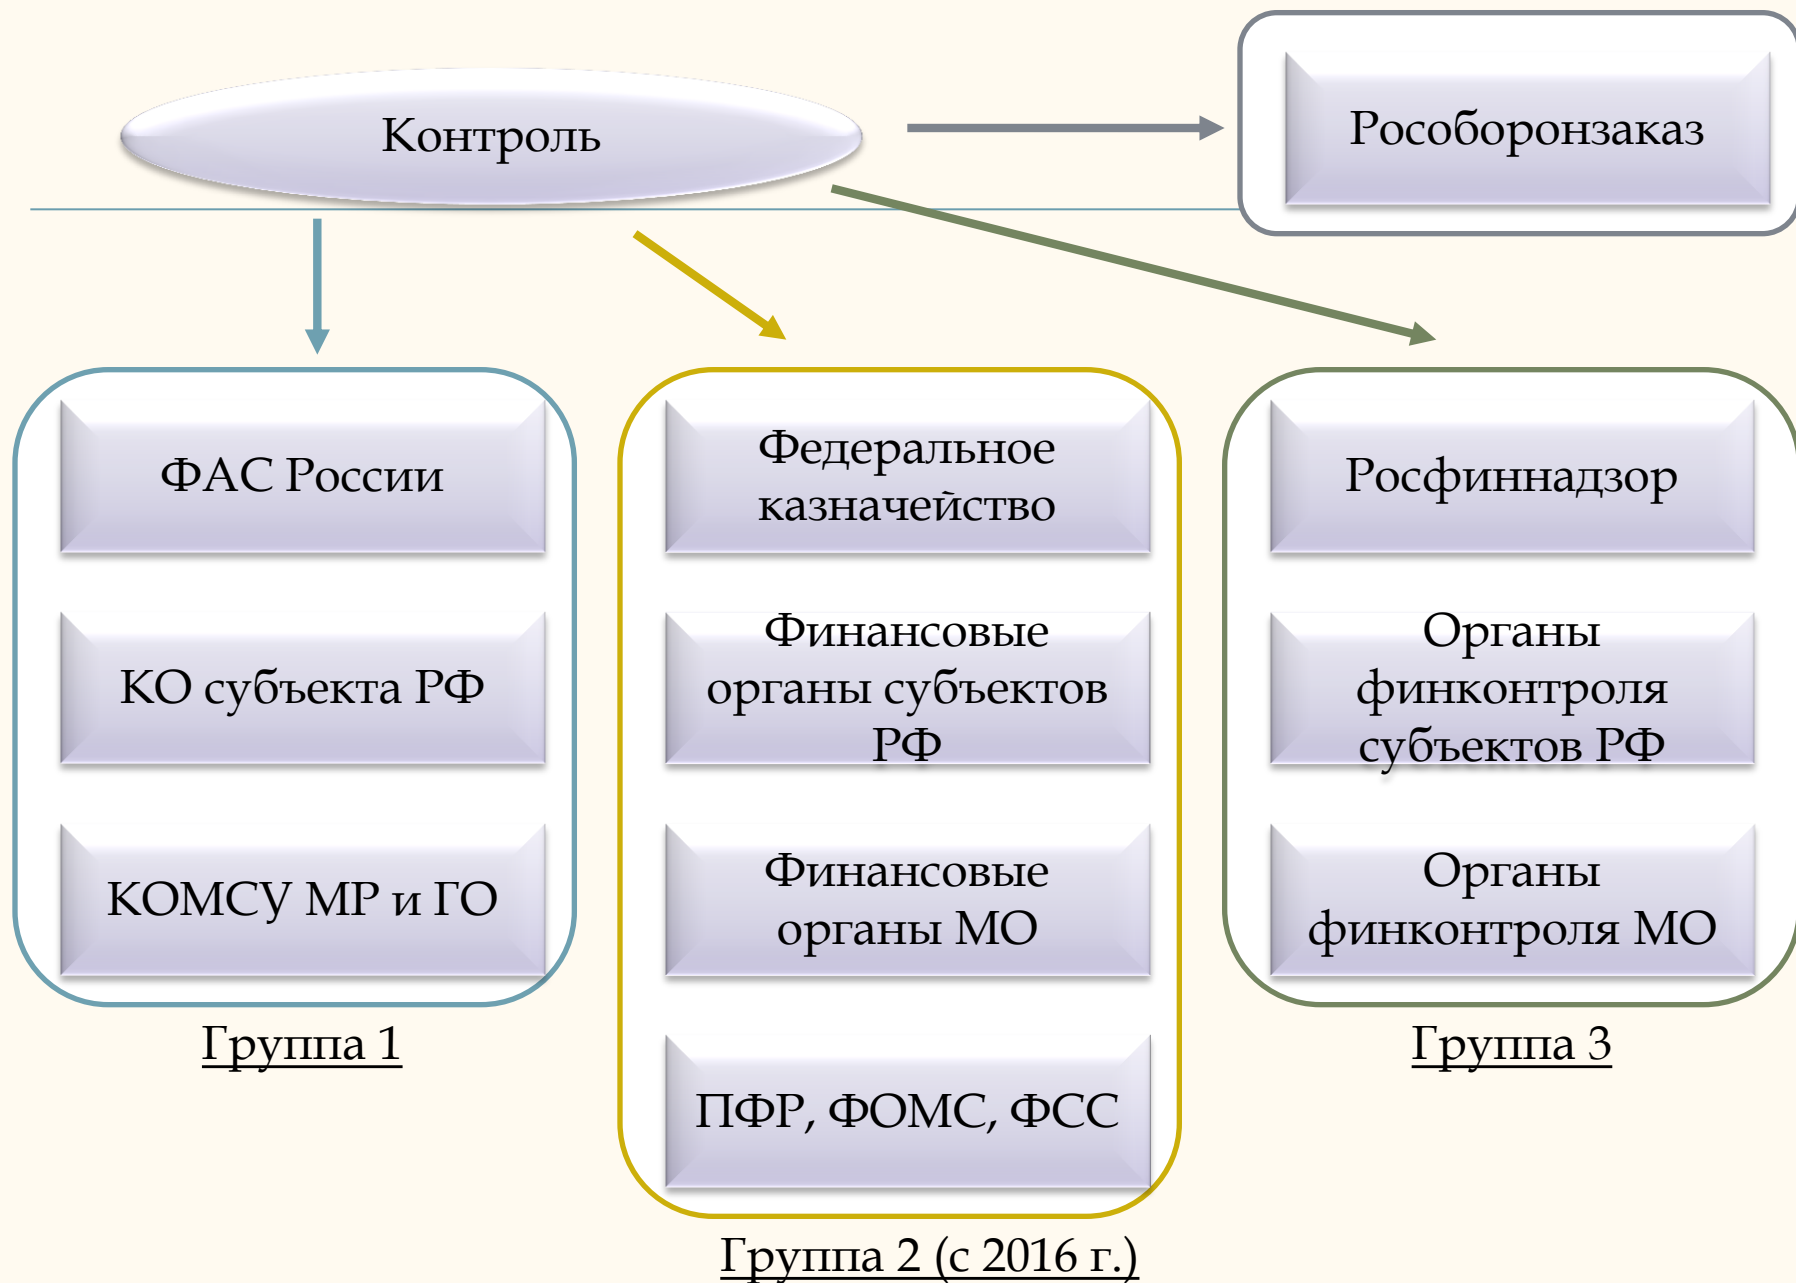 Контроль
Рособоронзаказ
ФАС России
КО субъекта РФ
КОМСУ МР и ГО
Группа 1
Федеральное
казначейство
Финансовые
органы субъектов
РФ
Финансовые
органы МО
ПФР, ФОМС, ФСС
Группа 2 (с 2016 г.)
Росфиннадзор
Органы
финконтроля
субъектов РФ
Органы
финконтроля МО
Группа 3